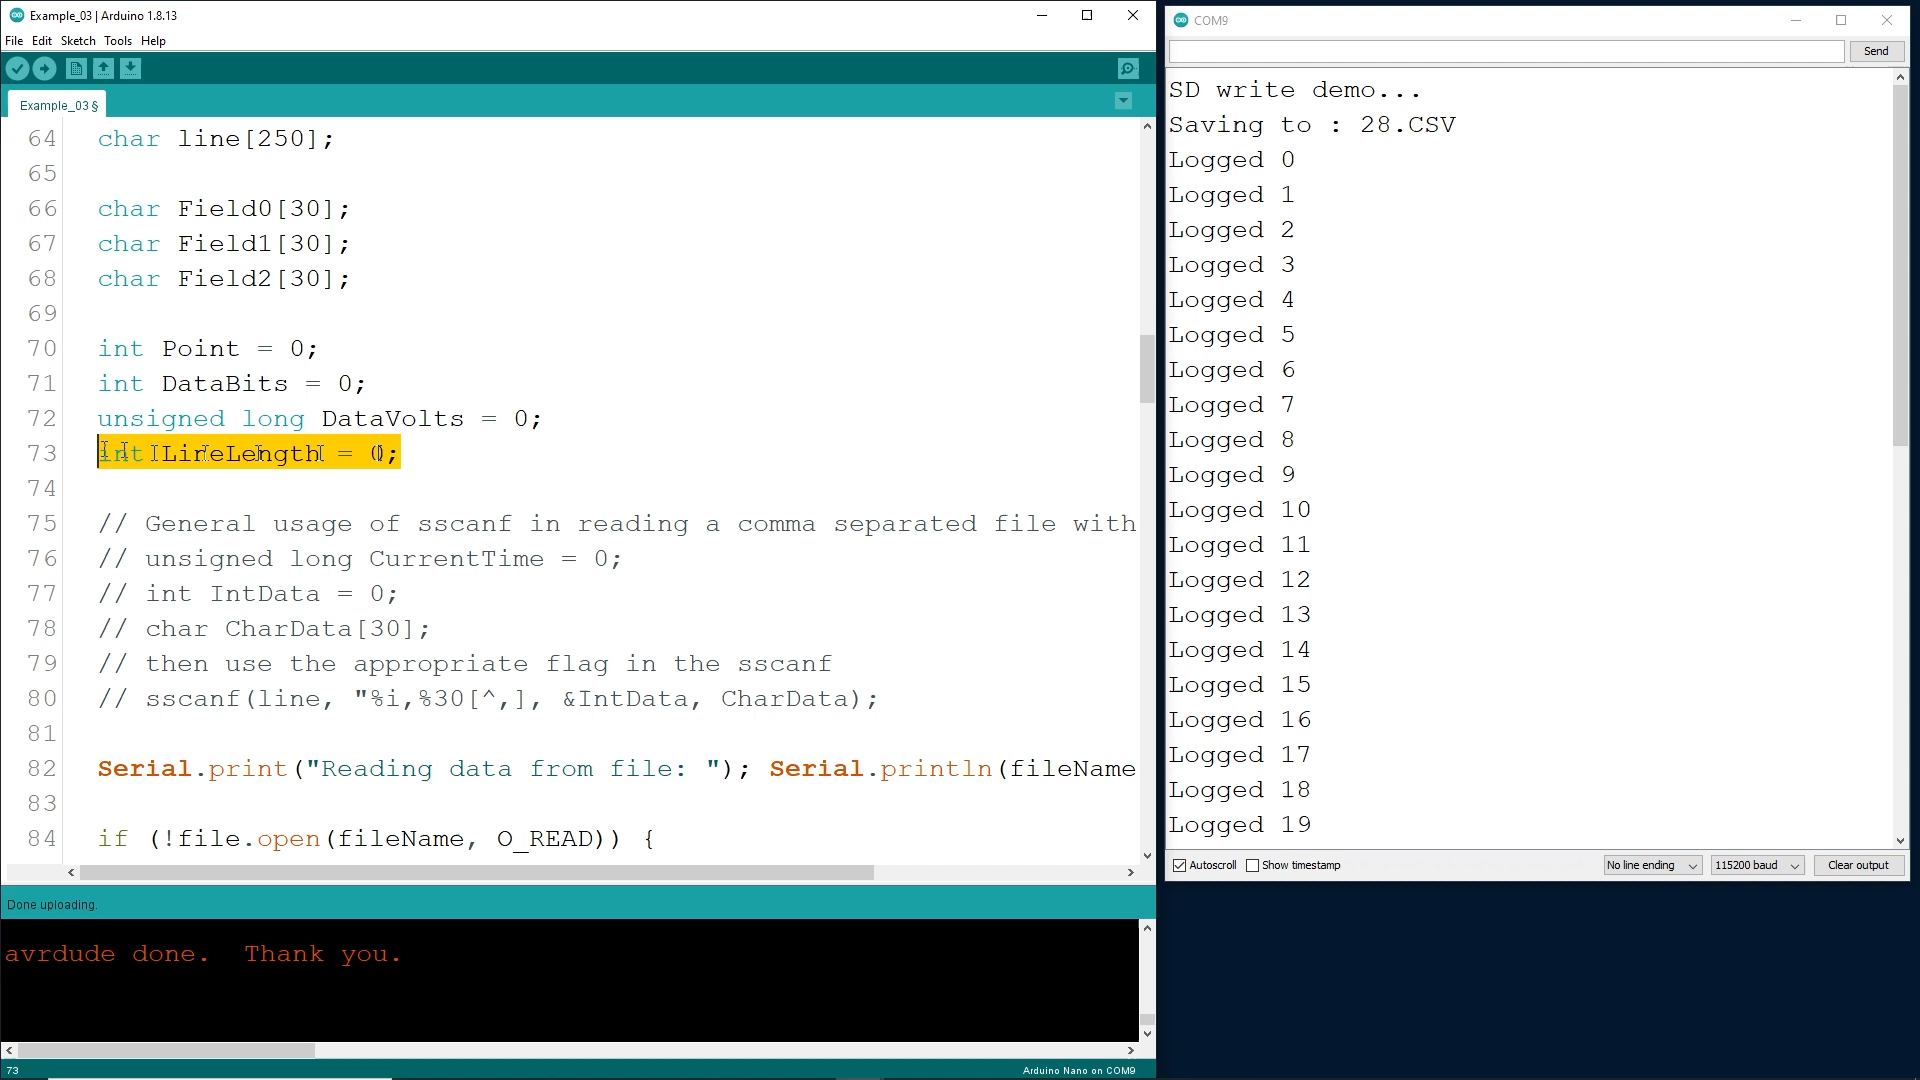 Example_03 | Arduino 1.8.13
File Edit Sketch Tools Help
Example_03 §
64 char line[250];
65
66 char Field0[30];
67 char Field1[30];
68 char Field2[30];
69
70 int Point = 0;
71 int DataBits = 0;
72 unsigned long DataVolts = 0;
73 int LineLength = 0;
74
75 // General usage of sscanf in reading a comma separated file with
76 // unsigned long CurrentTime = 0;
77 // int IntData = 0;
78 // char CharData[30];
79 // then use the appropriate flag in the sscanf
80 // sscanf(line, "%i,%30[^,], &IntData, CharData);
81
82 Serial.print("Reading data from file: "); Serial.println(fileName
83
84 if (!file.open(fileName, O_READ)) {
Done uploading.
avrdude done. Thank you.
73
Arduino Nano on COM9
COM9
Send
SD write demo...
Saving to : 28.CSV
Logged 0
Logged 1
Logged 2
Logged 3
Logged 4
Logged 5
Logged 6
Logged 7
Logged 8
Logged 9
Logged 10
Logged 11
Logged 12
Logged 13
Logged 14
Logged 15
Logged 16
Logged 17
Logged 18
Logged 19
Autoscroll Show timestamp No line ending 115200 baud Clear output